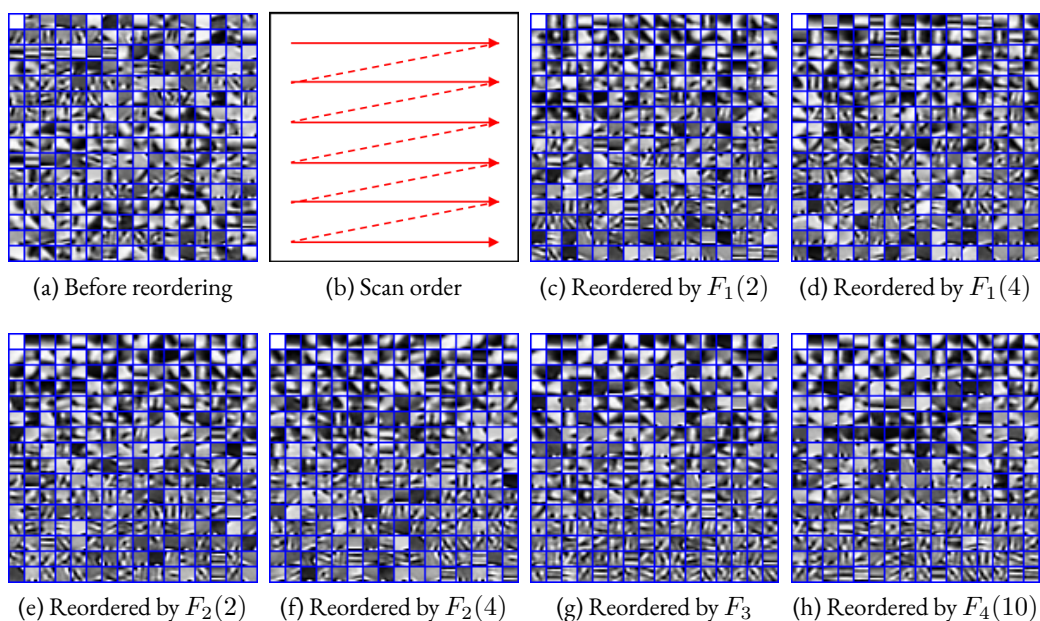 (a) Before reordering
(b) Scan order
(c) Reordered by F₁(2)
(d) Reordered by F₁(4)
(e) Reordered by F₂(2)
(f) Reordered by F₂(4)
(g) Reordered by F₃
(h) Reordered by F₄(10)